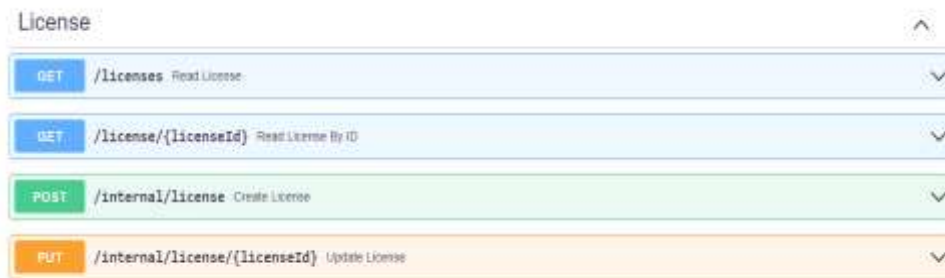 License
GET /licenses Read License
GET /license/{licenseId} Read License By ID
POST /internal/license Create License
PUT /internal/license/{licenseId} Update License